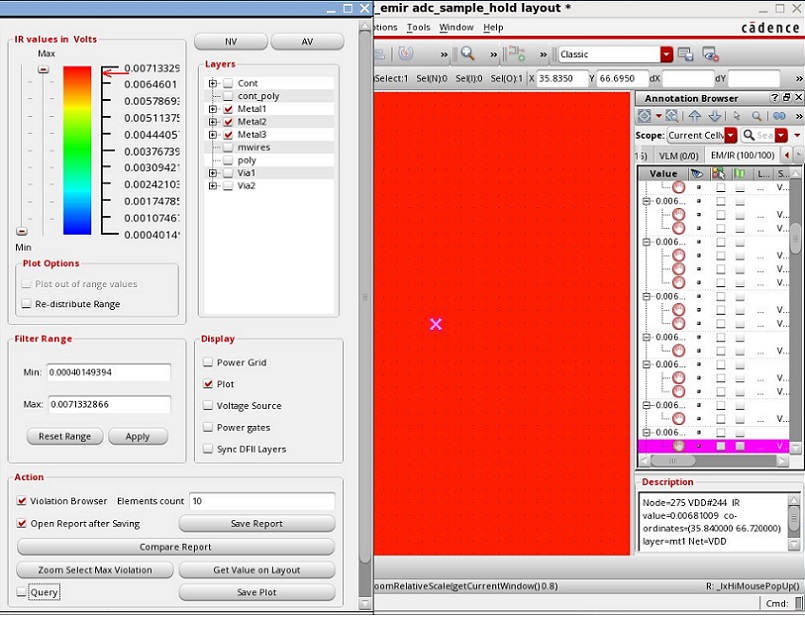 _emir adc_sample_hold layout *
ptions Tools Window Help
cādence
Classic
Select:1 Sel(N):0 Sel(I):0 Sel(O):1 X 35.8350 Y 66.6950 dX dY
IR values in Volts
Max
0.00713329
0.0064601
0.00578693
0.00511375
0.00444057
0.00376739
0.00309421
0.00242103
0.00174785
0.00107467
0.00040149
Min
Plot Options
Plot out of range values
Re-distribute Range
NV AV
Layers
Cont
cont_poly
Metal1
Metal2
Metal3
mwires
poly
Via1
Via2
Filter Range
Min: 0.00040149394
Max: 0.0071332866
Reset Range Apply
Display
Power Grid
Plot
Voltage Source
Power gates
Sync DFII Layers
Action
Violation Browser Elements count 10
Open Report after Saving Save Report
Compare Report
Zoom Select Max Violation Get Value on Layout
Query Save Plot
Annotation Browser
Scope: Current Cellv Sea
VLM (0/0) EM/IR (100/100)
Value L... S...
... V...
0.006...
... V...
... V...
0.006...
... V...
... V...
... V...
0.006...
... V...
... V...
0.006...
... V...
0.006...
... V...
... V...
0.006...
... V...
0.006...
... V...
Description
Node=275 VDD#244 IR
value=0.00681009 co-
ordinates=(35.840000 66.720000)
layer=mt1 Net=VDD
oomRelativeScale(getCurrentWindow() 0.8) R: _lxHiMousePopUp()
Cmd: